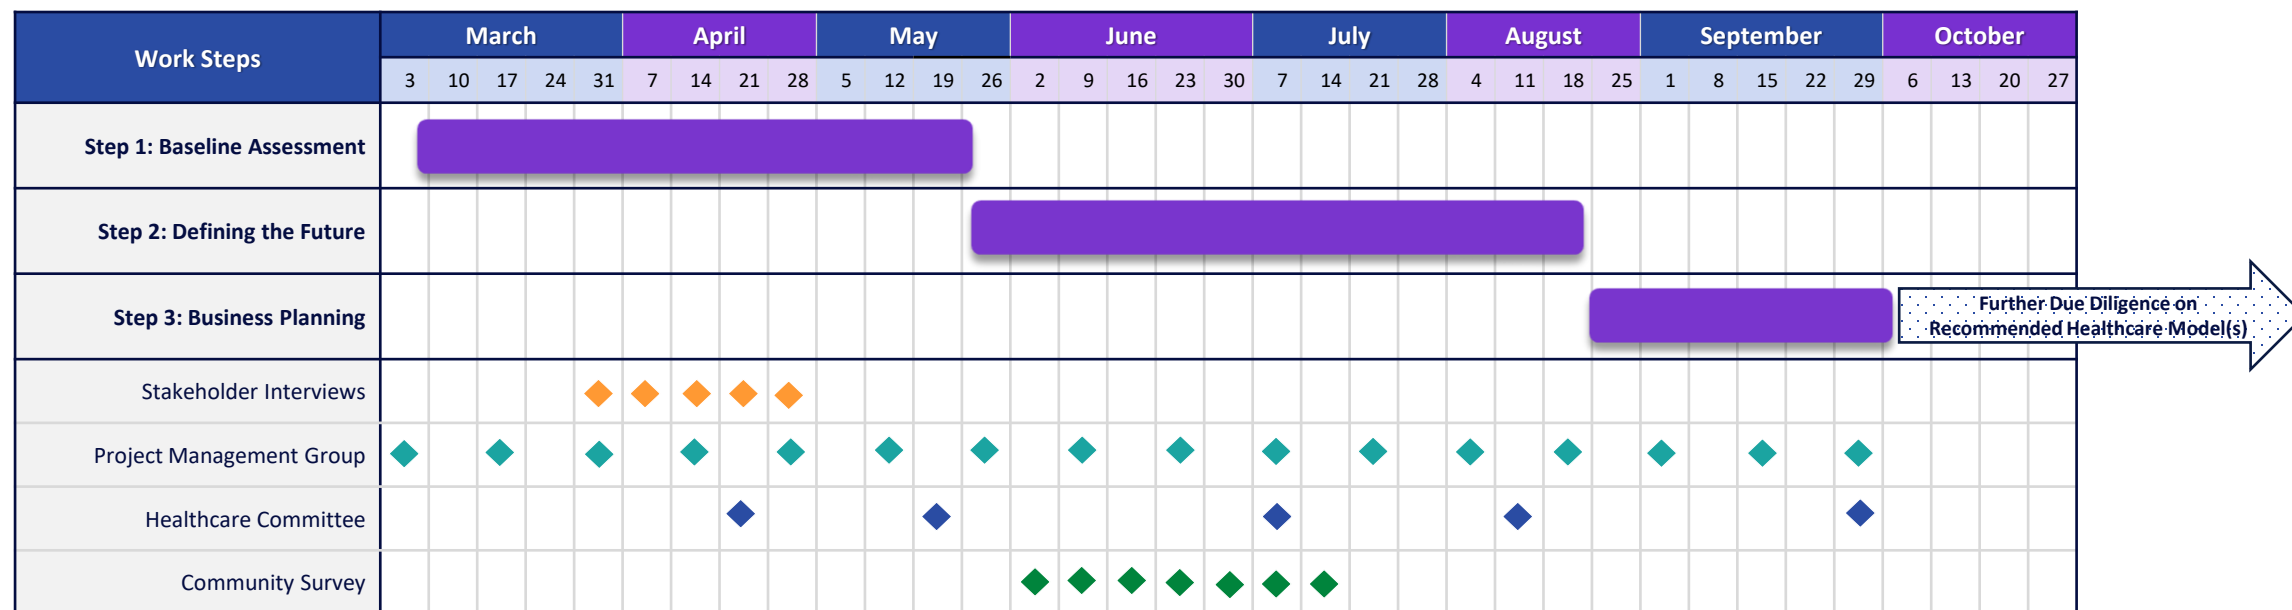 Work Steps
March April May June July August September October
3 10 17 24 31 7 14 21 28 5 12 19 26 2 9 16 23 30 7 14 21 28 4 11 18 25 1 8 15 22 29 6 13 20 27
Step 1: Baseline Assessment
Step 2: Defining the Future
Step 3: Business Planning
Further Due Diligence on
Recommended Healthcare Model(s)
Stakeholder Interviews
Project Management Group
Healthcare Committee
Community Survey